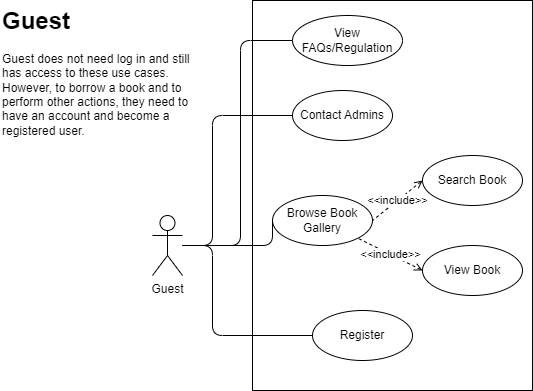 Guest
Guest does not need log in and still
has access to these use cases.
However, to borrow a book and to
perform other actions, they need to
have an account and become a
registered user.
View
FAQs/Regulation
Contact Admins
Search Book
<<include>>
Browse Book
Gallery
<<include>>
View Book
Guest
Register